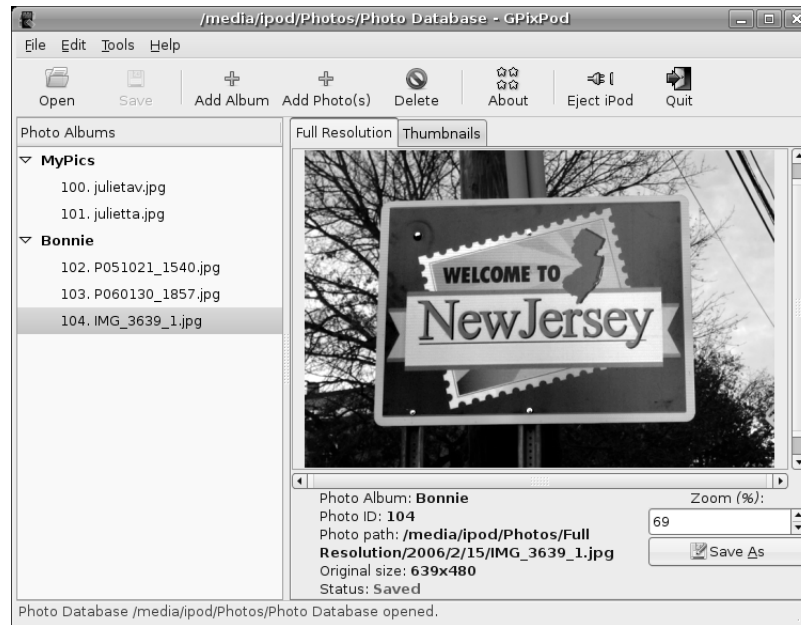 /media/ipod/Photos/Photo Database - GPixPod
File Edit Tools Help
Open Save Add Album Add Photo(s) Delete About Eject iPod Quit
Photo Albums
MyPics
100. julietav.jpg
101. julietta.jpg
Bonnie
102. P051021_1540.jpg
103. P060130_1857.jpg
104. IMG_3639_1.jpg
Full Resolution Thumbnails
WELCOME TO
New Jersey
Photo Album: Bonnie
Photo ID: 104
Photo path: /media/ipod/Photos/Full
Resolution/2006/2/15/IMG_3639_1.jpg
Original size: 639x480
Status: Saved
Zoom (%):
69
Save As
Photo Database /media/ipod/Photos/Photo Database opened.